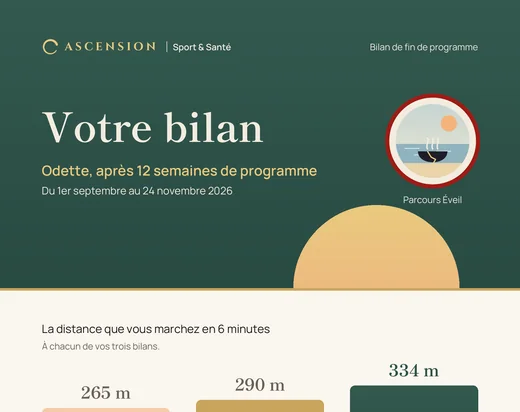 ASCENSION | Sport & Santé
Bilan de fin de programme
Votre bilan
Odette, après 12 semaines de programme
Du 1er septembre au 24 novembre 2026
Parcours Éveil
La distance que vous marchez en 6 minutes
À chacun de vos trois bilans.
265 m
290 m
334 m